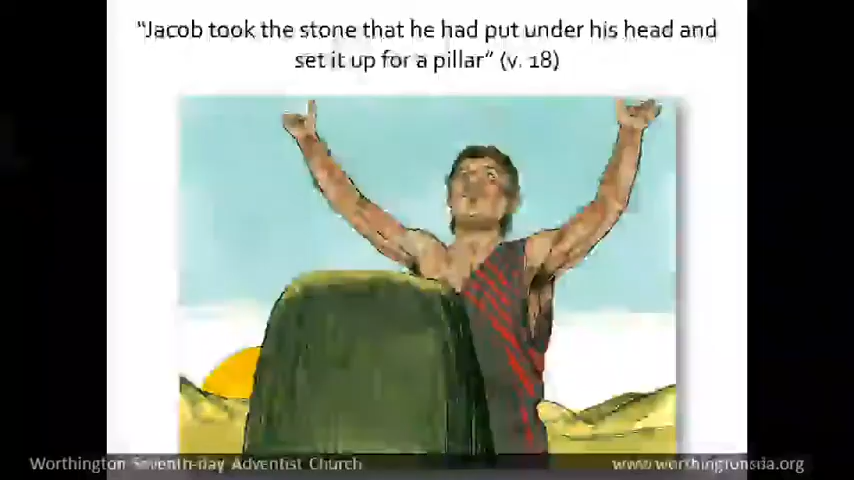 “Jacob took the stone that he had put under his head and
set it up for a pillar” (v. 18)
Worthington Seventh-day Adventist Church
www.worthingtonsda.org